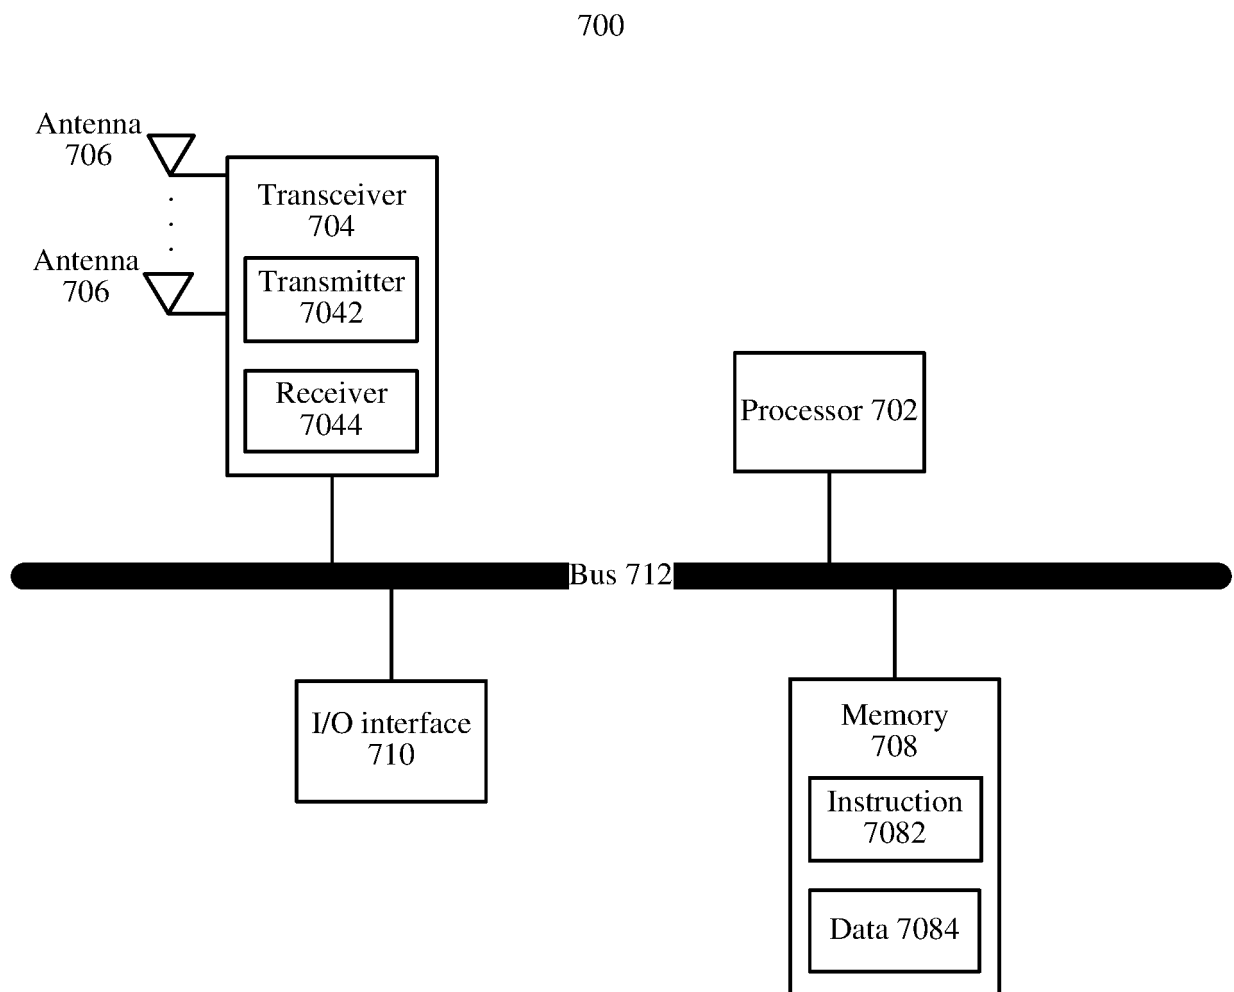 700
Antenna
706
Transceiver
704
Antenna
706
Transmitter
7042
Receiver
7044
Processor 702
Bus 712
I/O interface
710
Memory
708
Instruction
7082
Data 7084